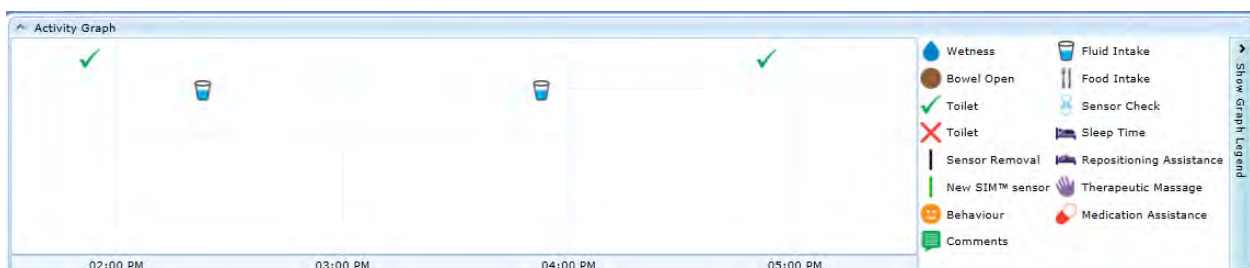 Activity Graph
Wetness
Fluid Intake
Bowel Open
Food Intake
Toilet
Sensor Check
Toilet
Sleep Time
Sensor Removal
Repositioning Assistance
New SIM™ sensor
Therapeutic Massage
Behaviour
Medication Assistance
Comments
Show Graph Legend
02:00 PM
03:00 PM
04:00 PM
05:00 PM